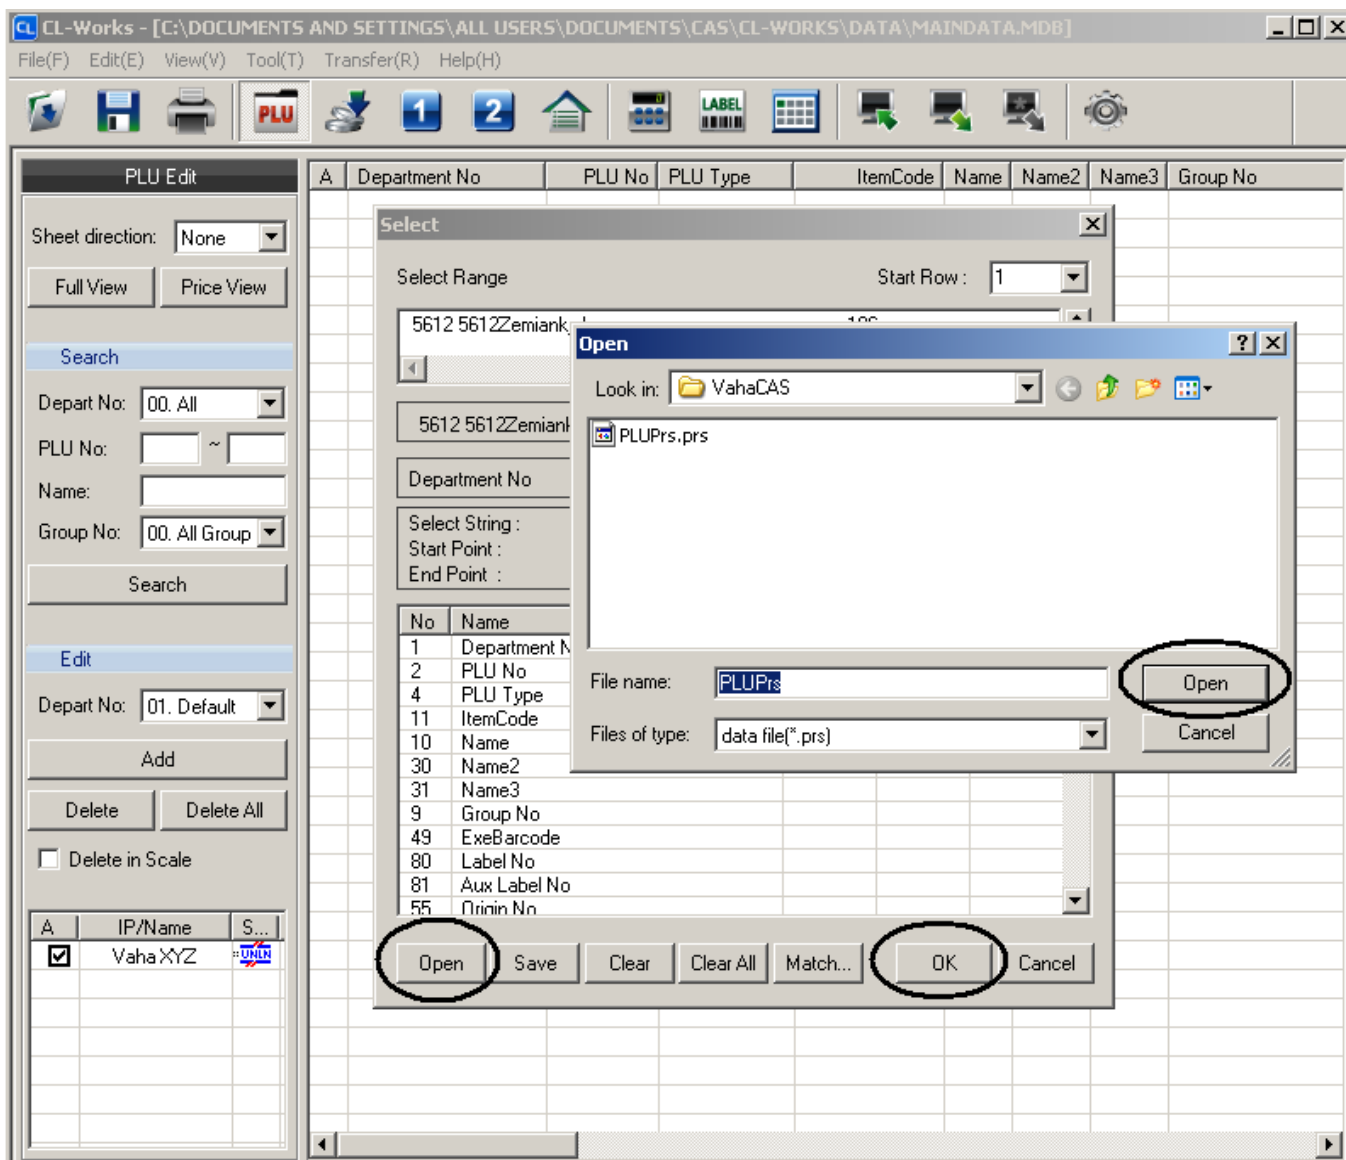 CL-Works - [C:\DOCUMENTS AND SETTINGS\ALL USERS\DOCUMENTS\CAS\CL-WORKS\DATA\MAINDATA.MDB]
File(F) Edit(E) View(V) Tool(T) Transfer(R) Help(H)
PLU 1 2 LABEL
PLU Edit
A Department No PLU No PLU Type ItemCode Name Name2 Name3 Group No
Sheet direction: None
Full View Price View
Search
Depart No: 00. All
PLU No: ~
Name:
Group No: 00. All Group
Search
Edit
Depart No: 01. Default
Add
Delete Delete All
Delete in Scale
A IP/Name S...
Vaha XYZ UNLN
Select
Select Range Start Row : 1
5612 5612Zemiank
5612 5612Zemiank
Department No
Select String :
Start Point :
End Point :
No Name
1 Department N
2 PLU No
4 PLU Type
11 ItemCode
10 Name
30 Name2
31 Name3
9 Group No
49 ExeBarcode
80 Label No
81 Aux Label No
55 Origin No
Open Save Clear Clear All Match... OK Cancel
Open
Look in: VahaCAS
PLUPrs.prs
File name: PLUPrs Open
Files of type: data file(*.prs) Cancel